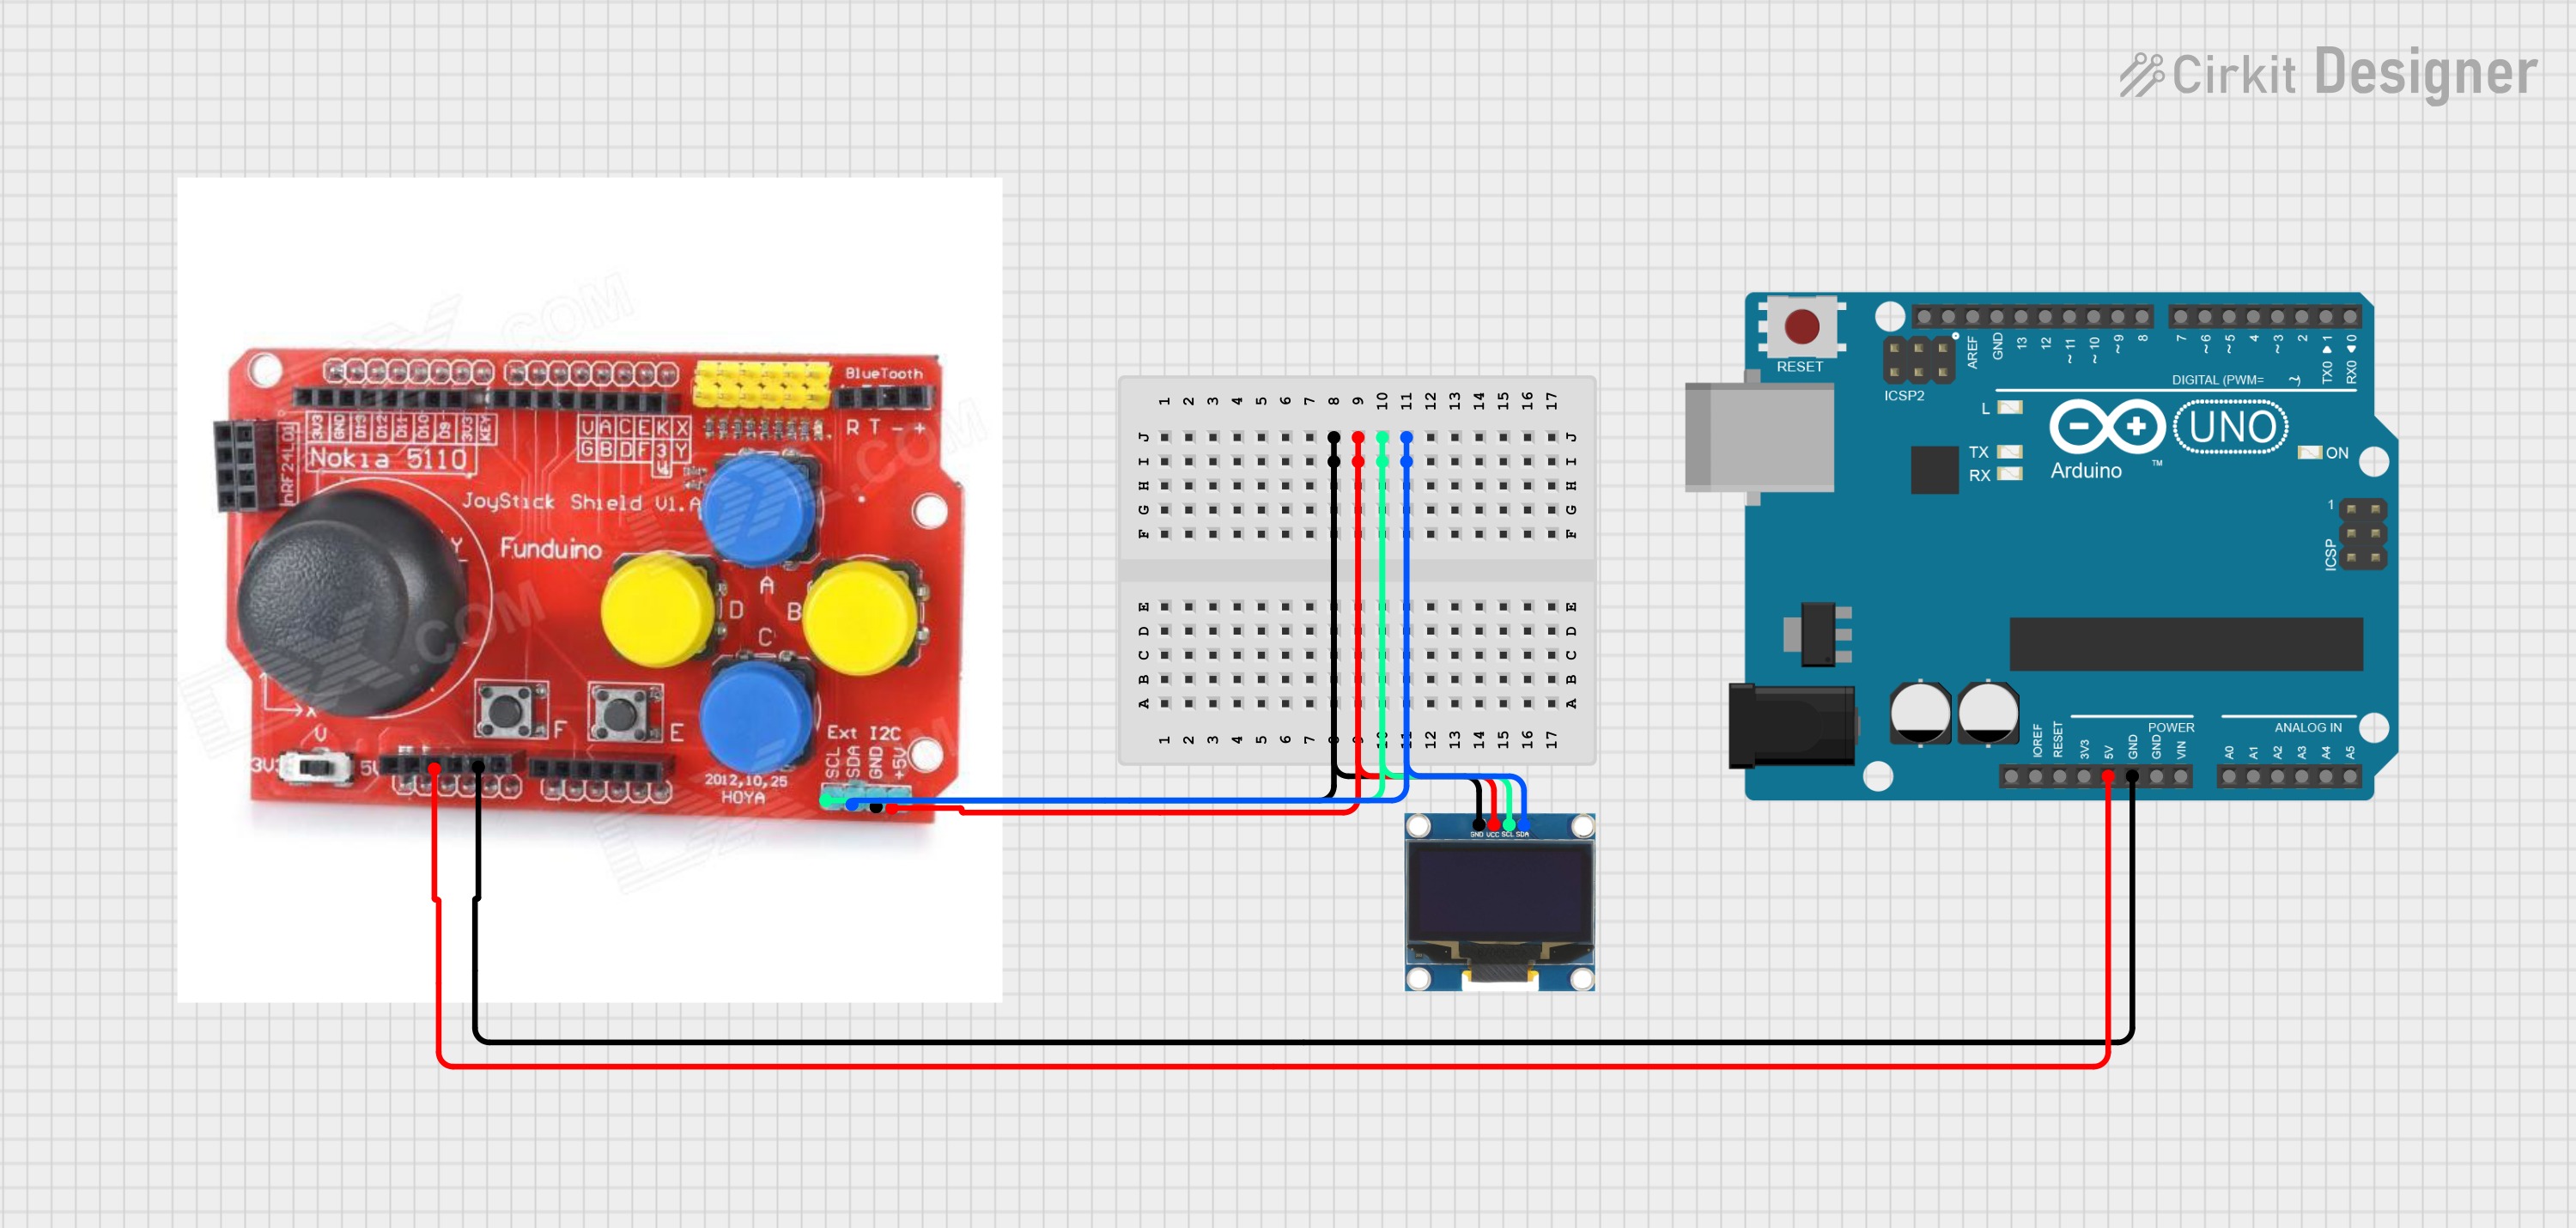 Cirkit Designer
BlueTooth
R T - +
3V3 GND D13 D12 D11 D10 D9 3V3 KEY
U A C E K X
G B D F 3 Y
Nokia 5110
nRF24L01
JoyStick Shield V1.A
Funduino
Y
A
D B
C
X
F E
V
3V3
Ext I2C
SCL SDA GND +5V
2012,10,25
HOYA
DX.COM
1 2 3 4 5 6 7 8 9 10 11 12 13 14 15 16 17
J J
I I
H H
G G
F F
E E
D D
C C
B B
A A
1 2 3 4 5 6 7 8 9 10 11 12 13 14 15 16 17
GND VCC SCL SDA
RESET
ICSP2
AREF GND 13 12 ~11 ~10 ~9 8 7 ~6 ~5 4 ~3 2 TX0 1 RX0 0
DIGITAL (PWM= ~)
L
TX
RX
UNO
Arduino
TM
ON
1
ICSP
POWER ANALOG IN
IOREF RESET 3V3 5V GND GND VIN A0 A1 A2 A3 A4 A5